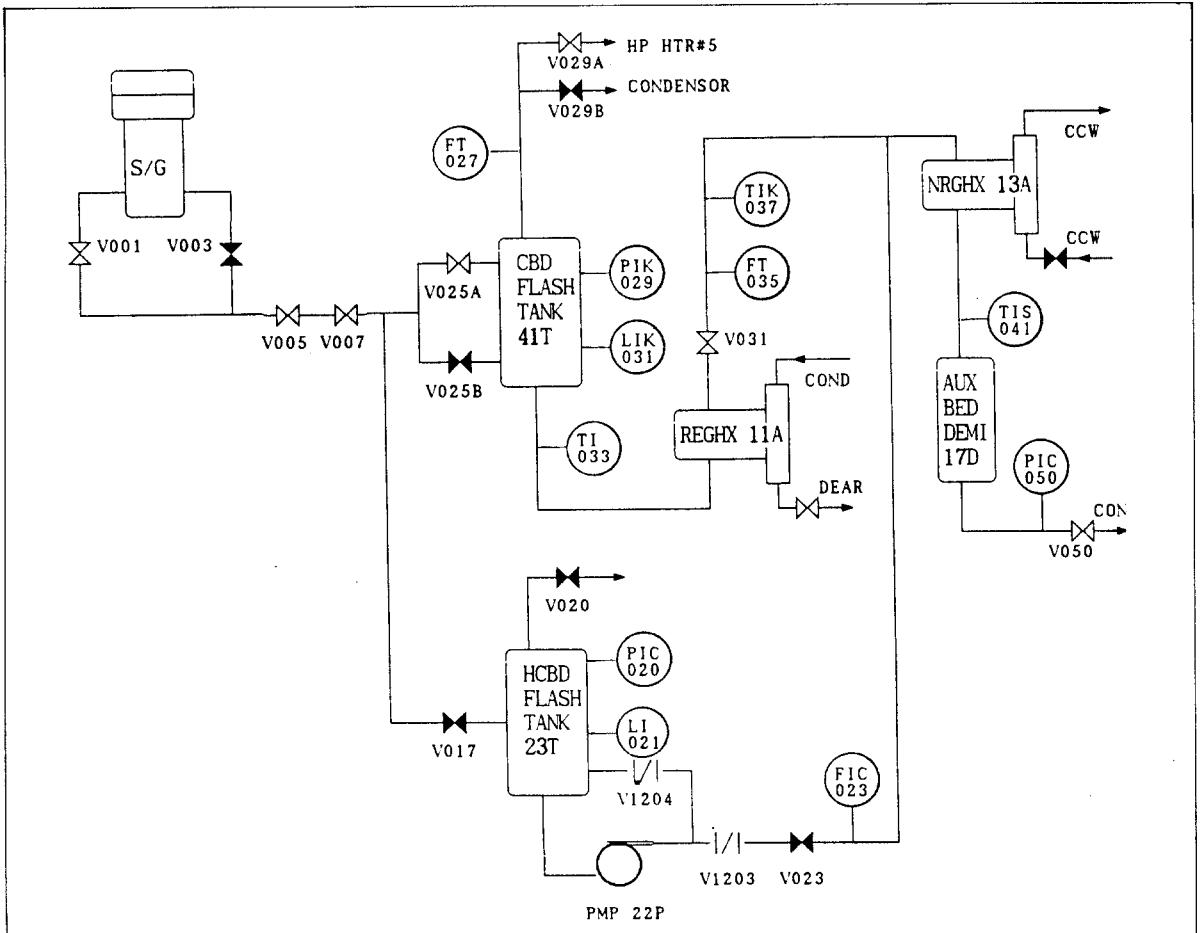 HP HTR#5
V029A
CONDENSOR
V029B
FT
027
S/G
V001
V003
CCW
NRGHX 13A
CCW
TIK
037
FT
035
CBD
FLASH
TANK
41T
PIK
029
LIK
031
V025A
V025B
V005
V007
V031
TIS
041
COND
REGHX 11A
DEAR
TI
033
AUX
BED
DEMI
17D
PIC
050
CON
V050
V020
PIC
020
HCBD
FLASH
TANK
23T
LI
021
V017
V1204
FIC
023
V1203
V023
PMP 22P